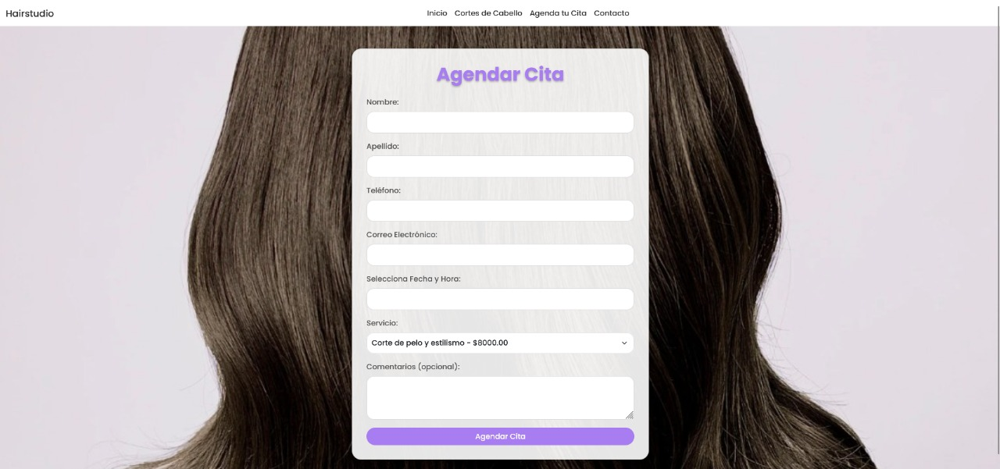 Hairstudio
Inicio Cortes de Cabello Agenda tu Cita Contacto
Agendar Cita
Nombre:
Apellido:
Teléfono:
Correo Electrónico:
Selecciona Fecha y Hora:
Servicio:
Corte de pelo y estilismo - $8000.00
Comentarios (opcional):
Agendar Cita